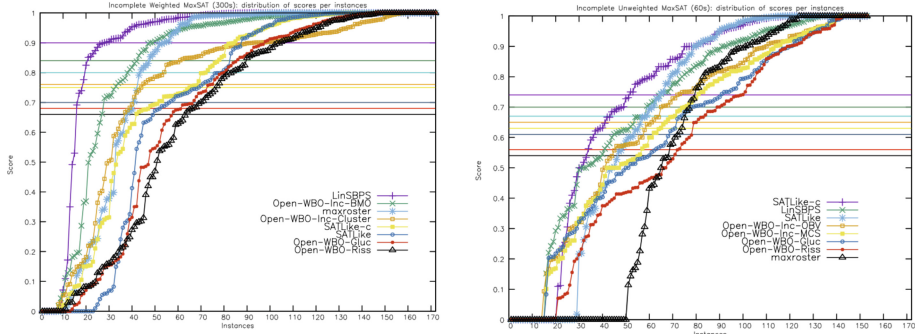 Incomplete Weighted MaxSAT (300s): distribution of scores per instances
1
0.9
0.8
0.7
0.6
0.5
0.4
0.3
0.2
0.1
0
Score
LinSBPS
Open-WBO-Inc-BMO
maxroster
Open-WBO-Inc-Cluster
SATLike-c
SATLike
Open-WBO-Gluc
Open-WBO-Riss
0 10 20 30 40 50 60 70 80 90 100 110 120 130 140 150 160 170
Instances
Incomplete Unweighted MaxSAT (60s): distribution of scores per instances
1
0.9
0.8
0.7
0.6
0.5
0.4
0.3
0.2
0.1
0
Score
SATLike-c
LinSBPS
SATLike
Open-WBO-Inc-OBV
Open-WBO-Inc-MCS
Open-WBO-Gluc
Open-WBO-Riss
maxroster
0 10 20 30 40 50 60 70 80 90 100 110 120 130 140 150 160 170
Instances